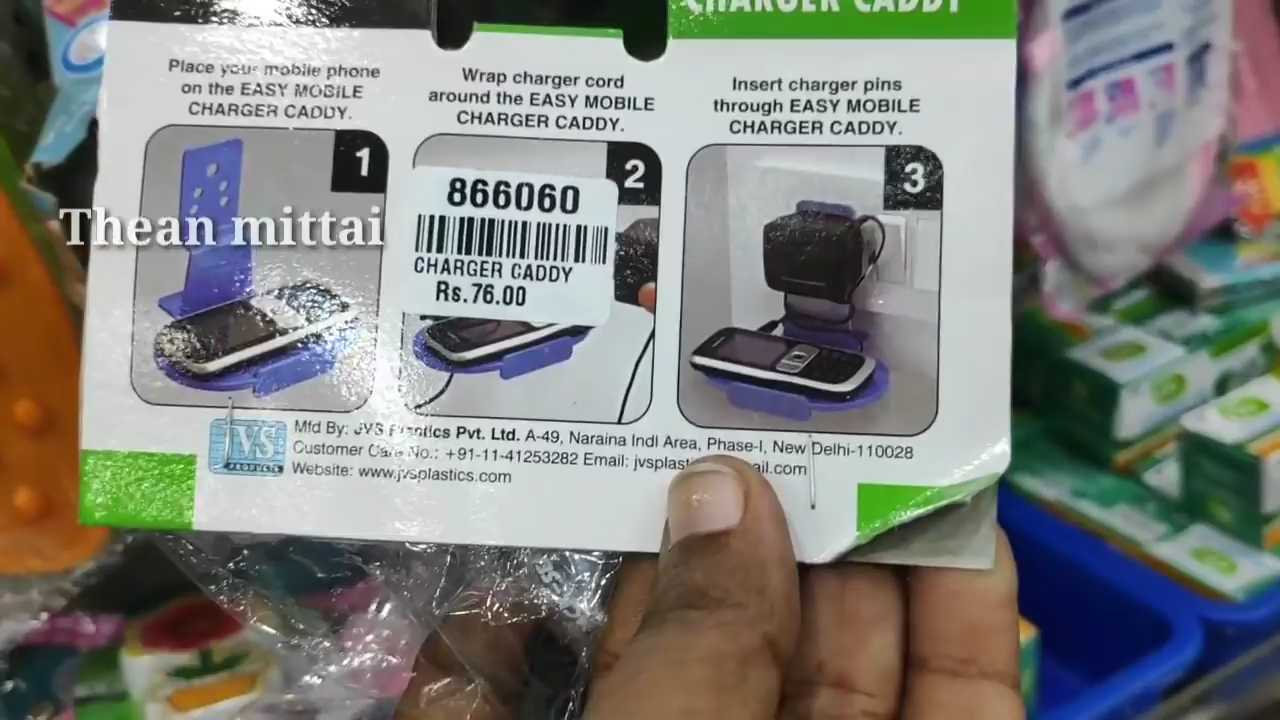 CHARGER CADDY
Place your mobile phone
on the EASY MOBILE
CHARGER CADDY.
Wrap charger cord
around the EASY MOBILE
CHARGER CADDY.
Insert charger pins
through EASY MOBILE
CHARGER CADDY.
1
2
3
866060
CHARGER CADDY
Rs.76.00
Thean mittai
JVS
PRODUCTS
Mfd By: JVS Plastics Pvt. Ltd. A-49, Naraina Indl Area, Phase-I, New Delhi-110028
Customer Care No.: +91-11-41253282 Email:
Website: www.jvsplastics.com